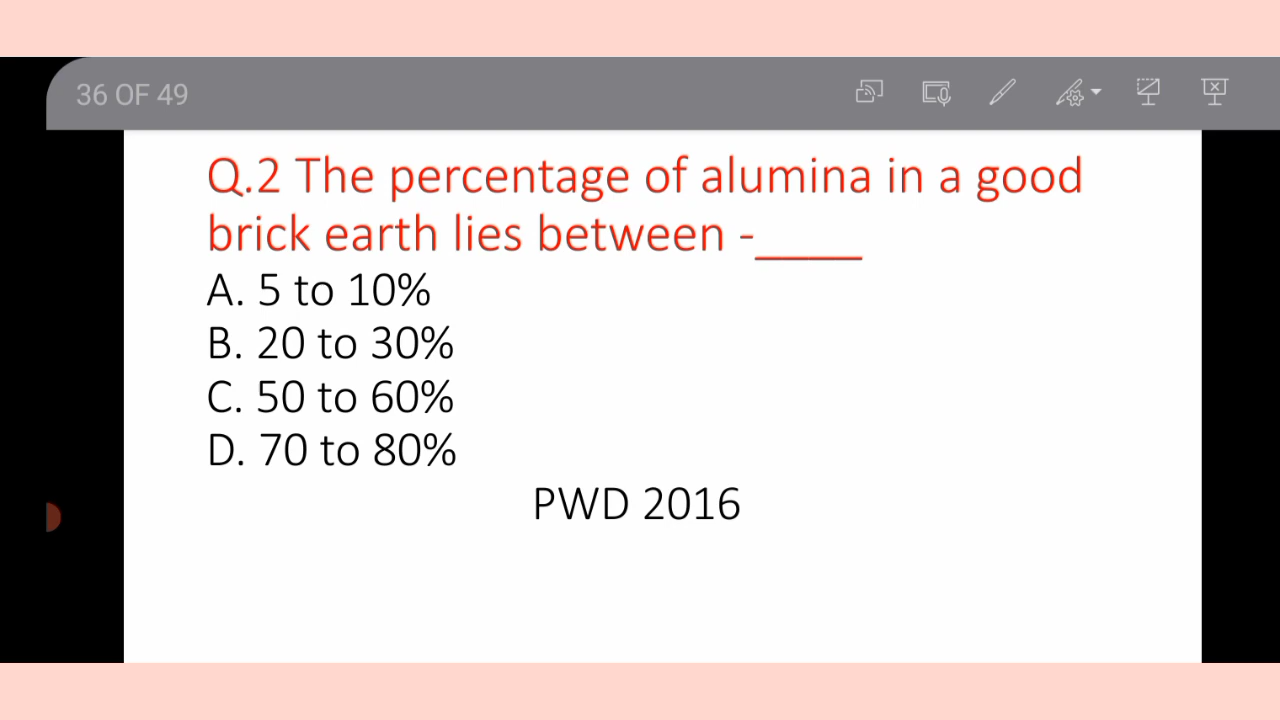 36 OF 49
Q.2 The percentage of alumina in a good
brick earth lies between -____
A. 5 to 10%
B. 20 to 30%
C. 50 to 60%
D. 70 to 80%
PWD 2016